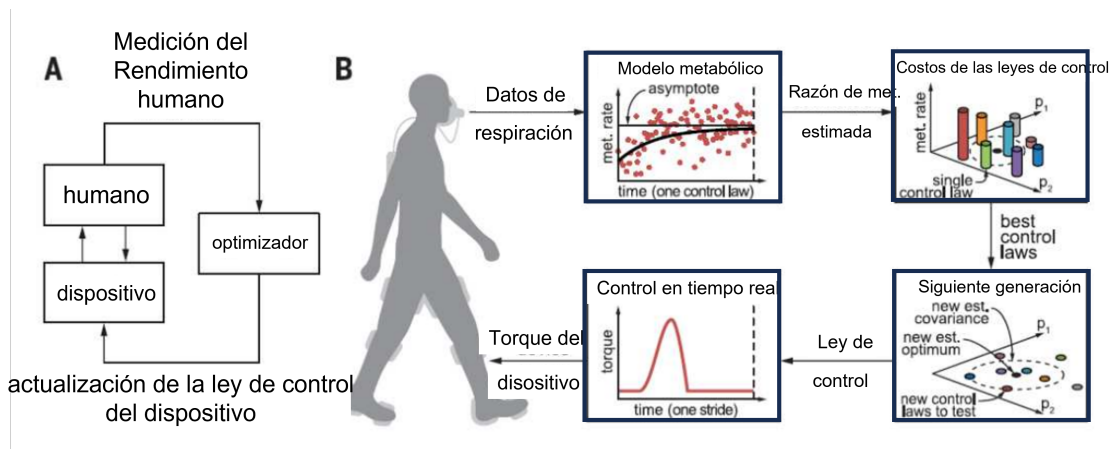 A
Medición del
Rendimiento
humano
humano
optimizador
dispositivo
actualización de la ley de control
del dispositivo
B
Datos de
respiración
Modelo metabólico
asymptote
met. rate
time (one control law)
Razón de met.
estimada
Costos de las leyes de control
met. rate
p1
p2
single
control law
best
control
laws
Siguiente generación
new est.
covariance
new est.
optimum
new control
laws to test
p1
p2
Ley de
control
Control en tiempo real
torque
time (one stride)
Torque del
disositivo